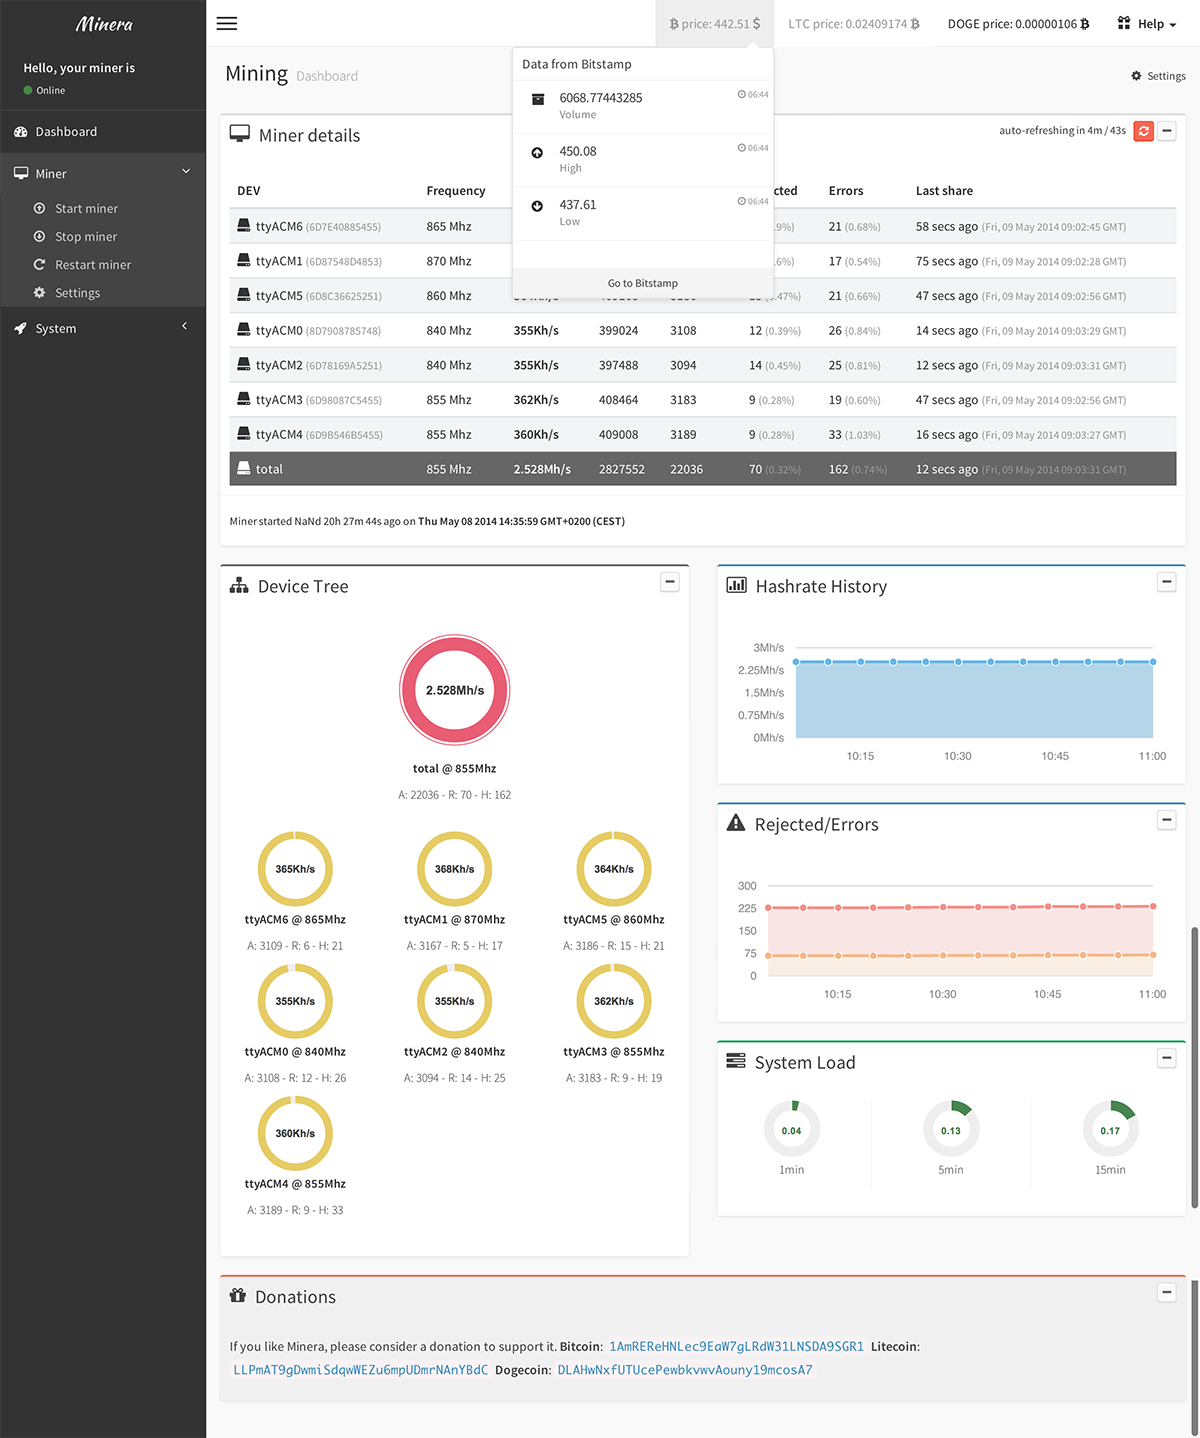 Minera
Hello, your miner is
Online
Dashboard
Miner
Start miner
Stop miner
Restart miner
Settings
System
price: 442.51 $
LTC price: 0.02409174
DOGE price: 0.00000106
Help
Mining Dashboard
Settings
Data from Bitstamp
6068.77443285 06:44
Volume
450.08 06:44
High
437.61 06:44
Low
Go to Bitstamp
Miner details
auto-refreshing in 4m / 43s
DEV Frequency cted Errors Last share
ttyACM6 (6D7E40885455) 865 Mhz .9%) 21 (0.68%) 58 secs ago (Fri, 09 May 2014 09:02:45 GMT)
ttyACM1 (6D87548D4853) 870 Mhz .6%) 17 (0.54%) 75 secs ago (Fri, 09 May 2014 09:02:28 GMT)
ttyACM5 (6D8C36625251) 860 Mhz .47%) 21 (0.66%) 47 secs ago (Fri, 09 May 2014 09:02:56 GMT)
ttyACM0 (8D7908785748) 840 Mhz 355Kh/s 399024 3108 12 (0.39%) 26 (0.84%) 14 secs ago (Fri, 09 May 2014 09:03:29 GMT)
ttyACM2 (6D78169A5251) 840 Mhz 355Kh/s 397488 3094 14 (0.45%) 25 (0.81%) 12 secs ago (Fri, 09 May 2014 09:03:31 GMT)
ttyACM3 (6D98087C5455) 855 Mhz 362Kh/s 408464 3183 9 (0.28%) 19 (0.60%) 47 secs ago (Fri, 09 May 2014 09:02:56 GMT)
ttyACM4 (6D9B546B5455) 855 Mhz 360Kh/s 409008 3189 9 (0.28%) 33 (1.03%) 16 secs ago (Fri, 09 May 2014 09:03:27 GMT)
total 855 Mhz 2.528Mh/s 2827552 22036 70 (0.32%) 162 (0.74%) 12 secs ago (Fri, 09 May 2014 09:03:31 GMT)
Miner started NaNd 20h 27m 44s ago on Thu May 08 2014 14:35:59 GMT+0200 (CEST)
Device Tree
2.528Mh/s
total @ 855Mhz
A: 22036 - R: 70 - H: 162
365Kh/s 368Kh/s 364Kh/s
ttyACM6 @ 865Mhz ttyACM1 @ 870Mhz ttyACM5 @ 860Mhz
A: 3109 - R: 6 - H: 21 A: 3167 - R: 5 - H: 17 A: 3186 - R: 15 - H: 21
355Kh/s 355Kh/s 362Kh/s
ttyACM0 @ 840Mhz ttyACM2 @ 840Mhz ttyACM3 @ 855Mhz
A: 3108 - R: 12 - H: 26 A: 3094 - R: 14 - H: 25 A: 3183 - R: 9 - H: 19
360Kh/s
ttyACM4 @ 855Mhz
A: 3189 - R: 9 - H: 33
Hashrate History
3Mh/s
2.25Mh/s
1.5Mh/s
0.75Mh/s
0Mh/s
10:15 10:30 10:45 11:00
Rejected/Errors
300
225
150
75
0
10:15 10:30 10:45 11:00
System Load
0.04 0.13 0.17
1min 5min 15min
Donations
If you like Minera, please consider a donation to support it. Bitcoin: 1AmREReHNLec9EaW7gLRdW31LNSDA9SGR1 Litecoin:
LLPmAT9gDwmiSdqwWEZu6mpUDmrNAnYBdC Dogecoin: DLAHwNxfUTUcePewbkvwvAouny19mcosA7